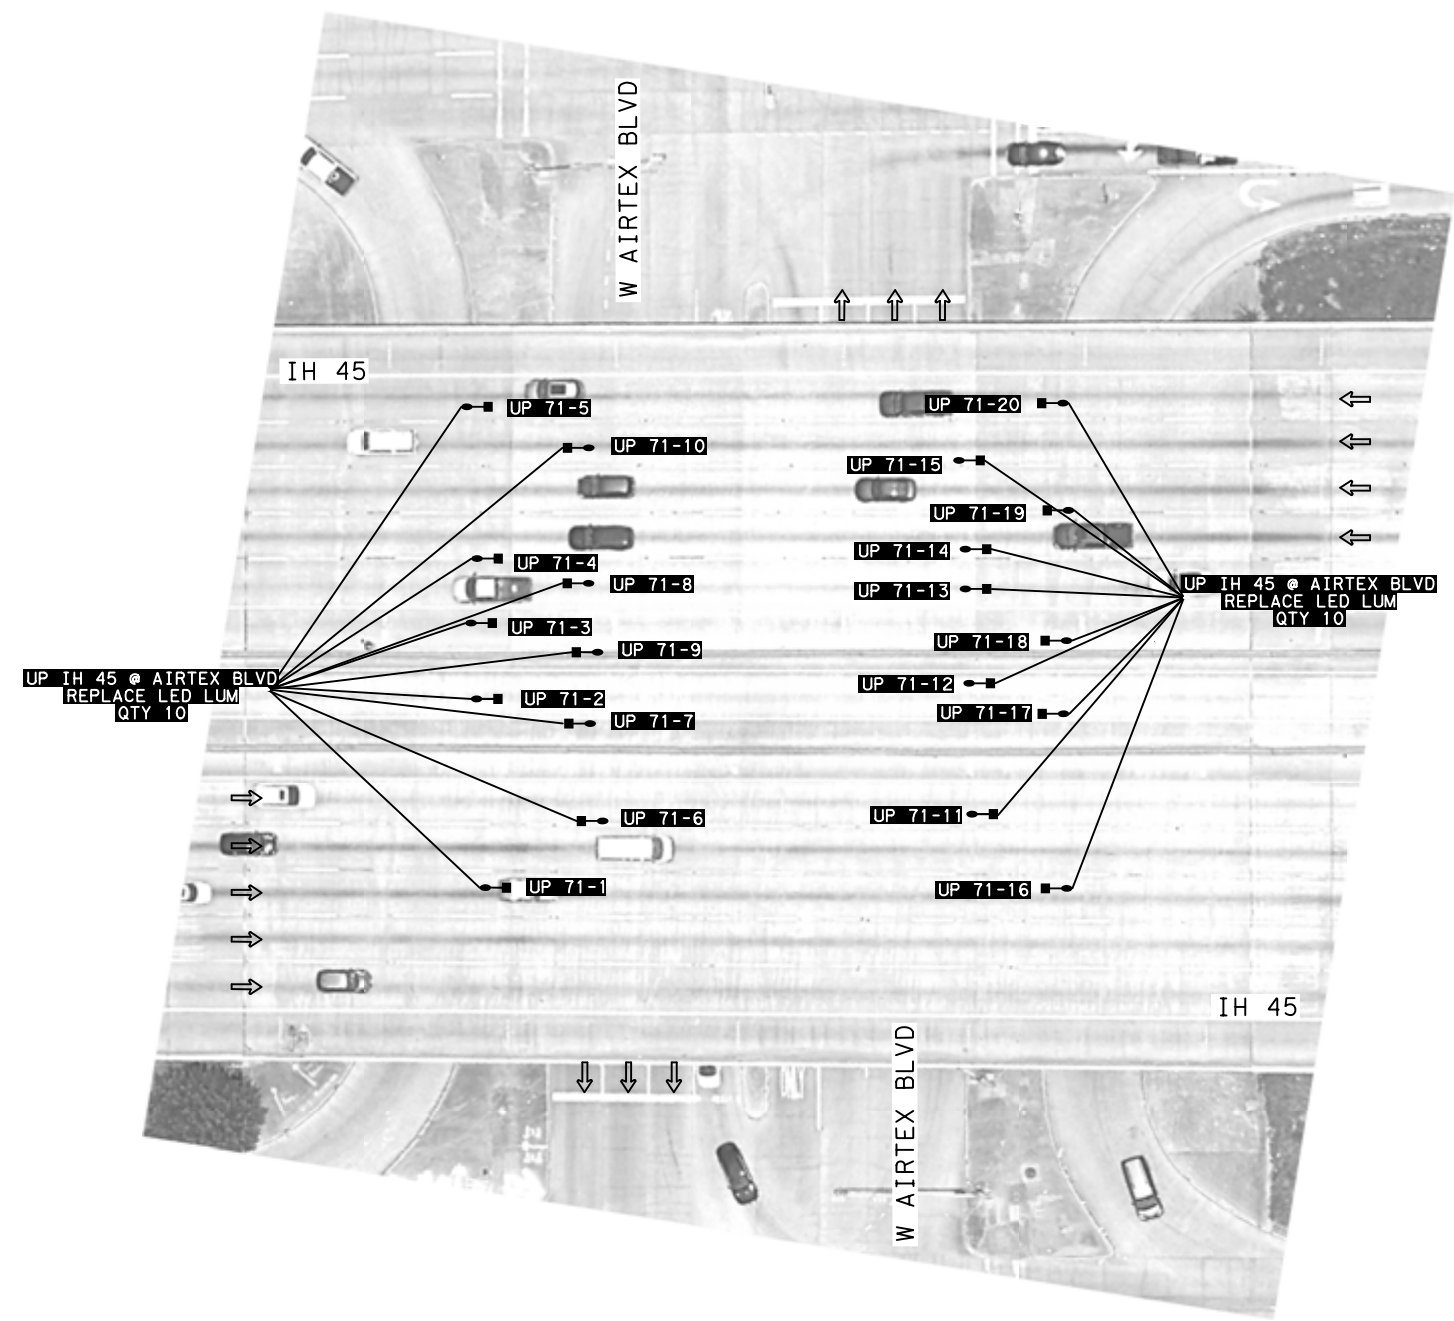 W AIRTEX BLVD
IH 45
UP 71-5
UP 71-20
UP 71-10
UP 71-15
UP 71-19
UP 71-14
UP 71-4
UP 71-8
UP 71-13
UP IH 45 @ AIRTEX BLVD
REPLACE LED LUM
QTY 10
UP 71-3
UP 71-18
UP 71-9
UP IH 45 @ AIRTEX BLVD
REPLACE LED LUM
QTY 10
UP 71-12
UP 71-2
UP 71-17
UP 71-7
UP 71-11
UP 71-6
UP 71-1
UP 71-16
IH 45
W AIRTEX BLVD